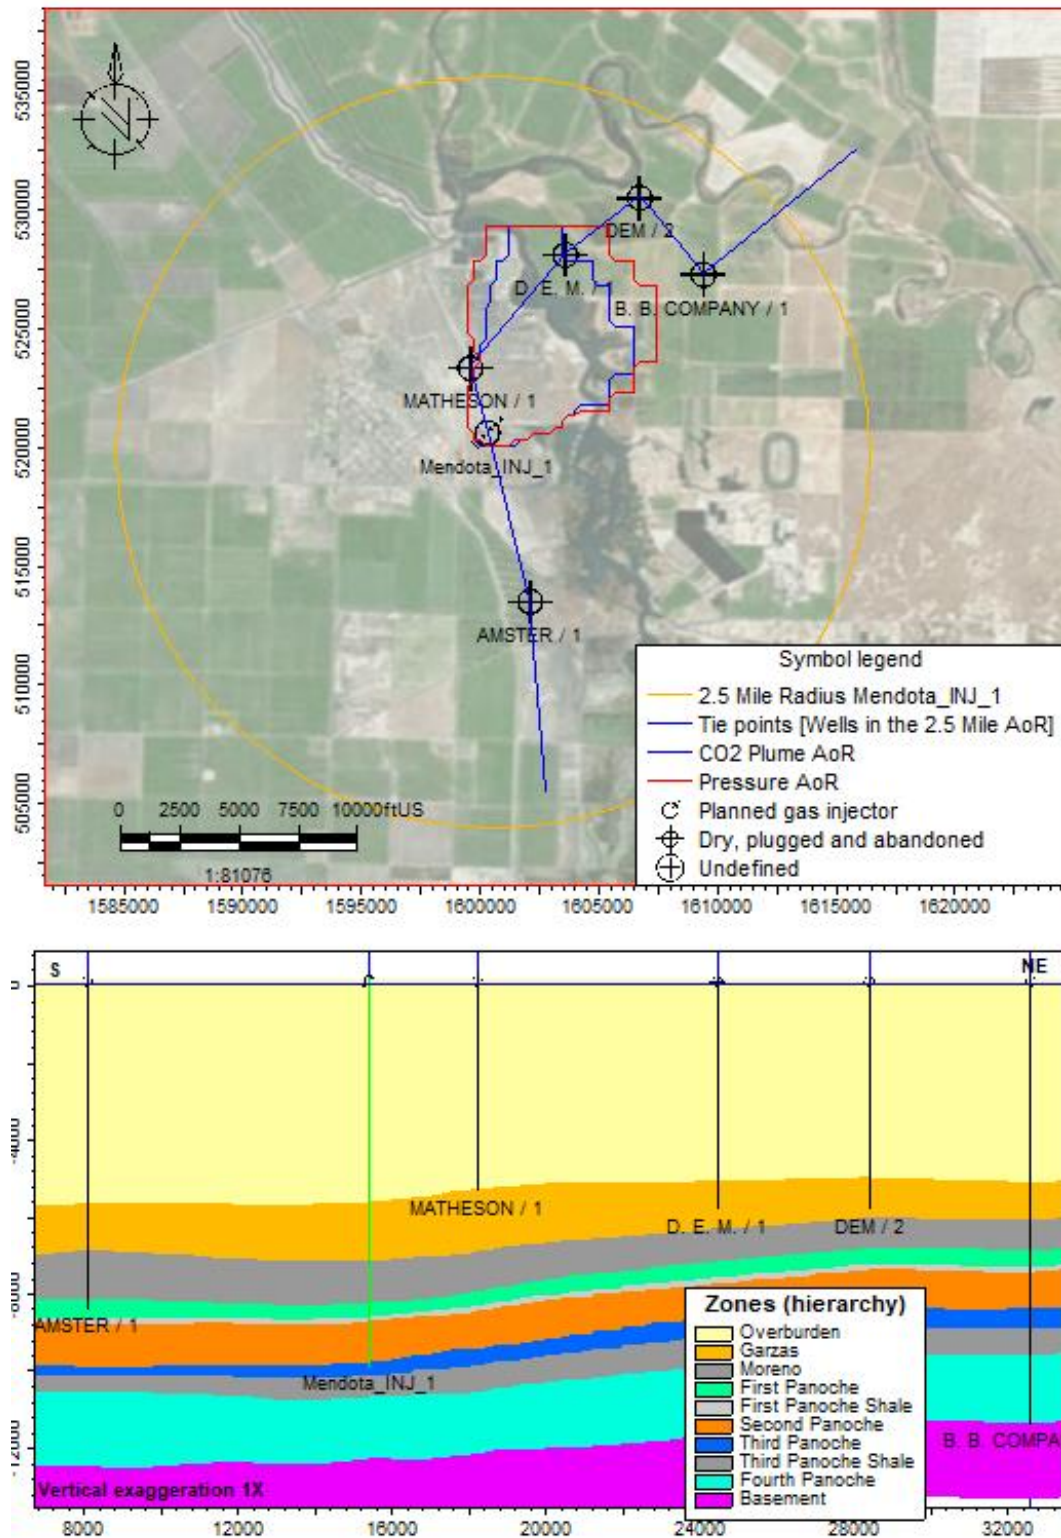 535000
530000
525000
520000
515000
510000
505000
DEM / 2
D. E. M. /
B. B. COMPANY / 1
MATHESON / 1
Mendota_INJ_1
AMSTER / 1
Symbol legend
2.5 Mile Radius Mendota_INJ_1
Tie points [Wells in the 2.5 Mile AoR]
CO2 Plume AoR
Pressure AoR
Planned gas injector
Dry, plugged and abandoned
Undefined
0 2500 5000 7500 10000ftUS
1:81076
1585000 1590000 1595000 1600000 1605000 1610000 1615000 1620000
S NE
0
-4000
-8000
-12000
MATHESON / 1
D. E. M. / 1
DEM / 2
AMSTER / 1
Mendota_INJ_1
B. B. COMPA
Zones (hierarchy)
Overburden
Garzas
Moreno
First Panoche
First Panoche Shale
Second Panoche
Third Panoche
Third Panoche Shale
Fourth Panoche
Basement
Vertical exaggeration 1X
8000 12000 16000 20000 24000 28000 32000